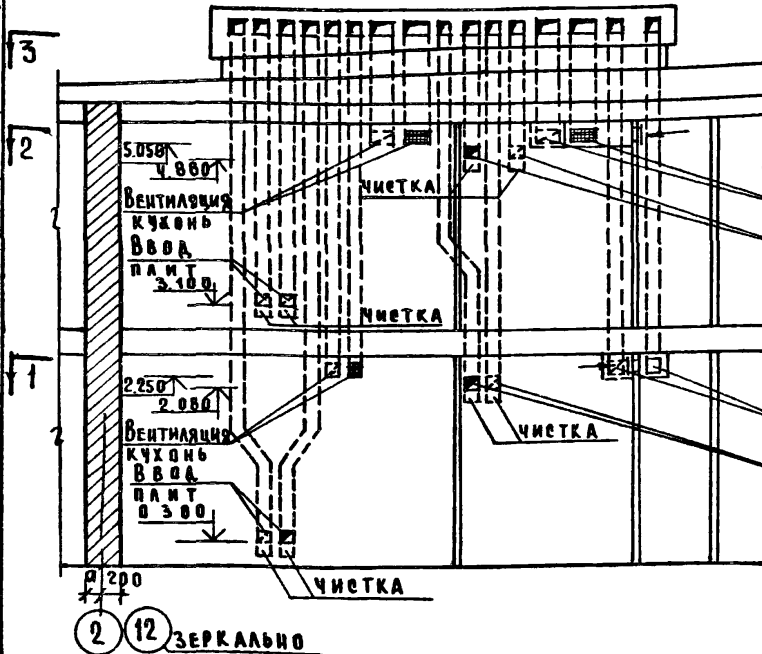 3
2
5.050
4.860
ВЕНТИЛЯЦИЯ
КУХОНЬ
ЧИСТКА
ВВОД
ПЛИТ
3.100
ЧИСТКА
1
2.250
2.060
ВЕНТИЛЯЦИЯ
КУХОНЬ
ЧИСТКА
ВВОД
ПЛИТ
0.300
ЧИСТКА
200
2 12 ЗЕРКАЛЬНО